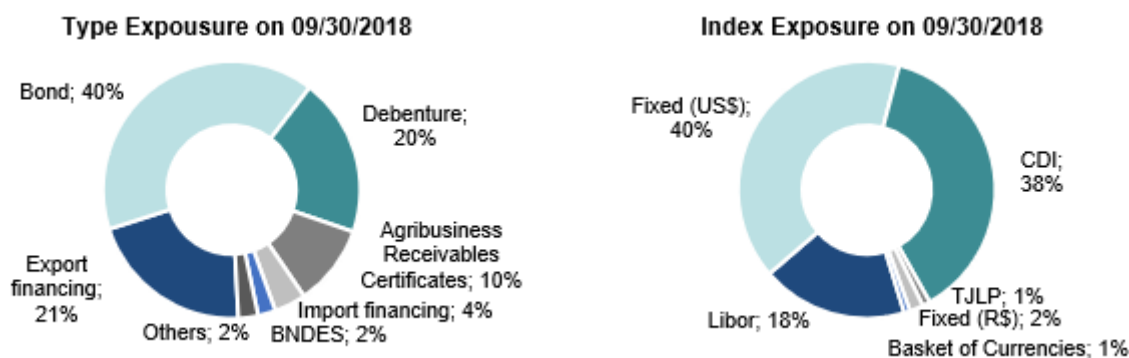 Type Expousure on 09/30/2018
Bond; 40%
Debenture;
20%
Agribusiness
Receivables
Certificates; 10%
Import financing; 4%
BNDES; 2%
Others; 2%
Export
financing;
21%
Index Exposure on 09/30/2018
Fixed (US$);
40%
CDI;
38%
TJLP; 1%
Fixed (R$); 2%
Basket of Currencies; 1%
Libor; 18%